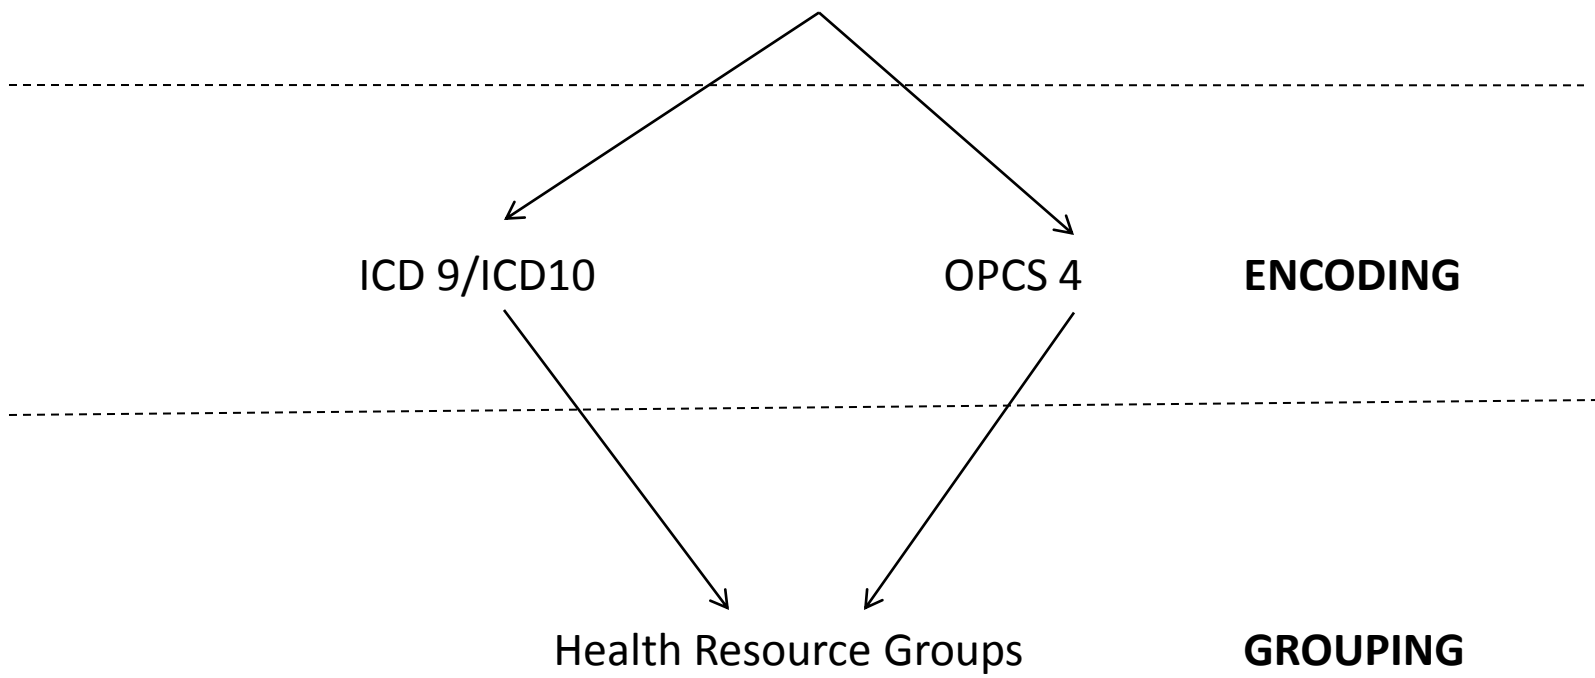 ICD 9/ICD10 OPCS 4 ENCODING
Health Resource Groups GROUPING